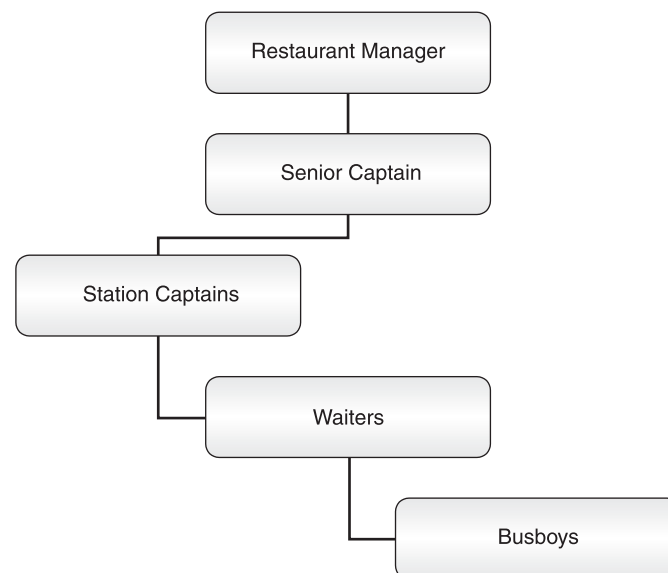 Restaurant Manager
Senior Captain
Station Captains
Waiters
Busboys